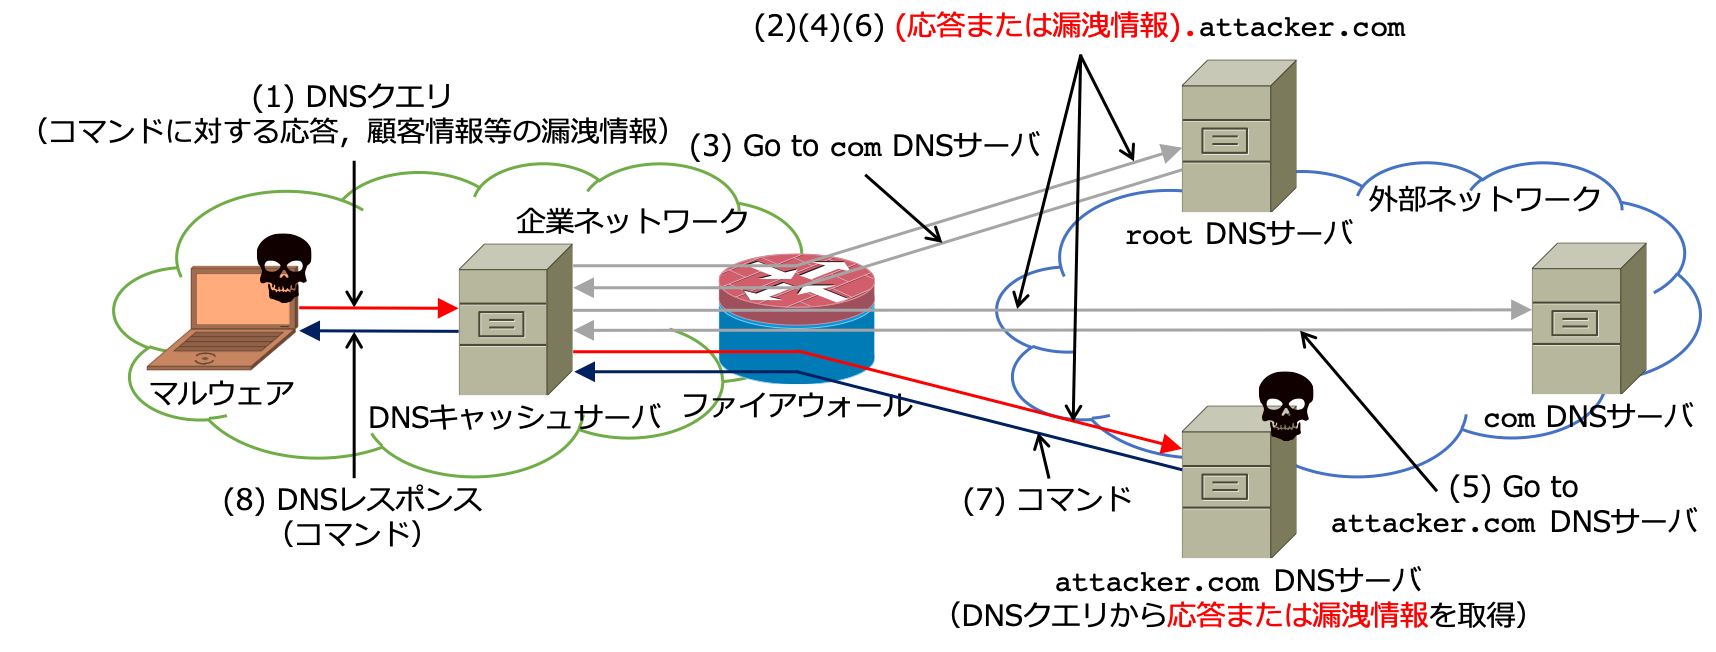 (2)(4)(6) (応答または漏洩情報).attacker.com
(1) DNSクエリ
（コマンドに対する応答，顧客情報等の漏洩情報）
(3) Go to com DNSサーバ
企業ネットワーク
外部ネットワーク
root DNSサーバ
マルウェア
DNSキャッシュサーバ
ファイアウォール
com DNSサーバ
(8) DNSレスポンス
（コマンド）
(7) コマンド
(5) Go to
attacker.com DNSサーバ
attacker.com DNSサーバ
（DNSクエリから応答または漏洩情報を取得）